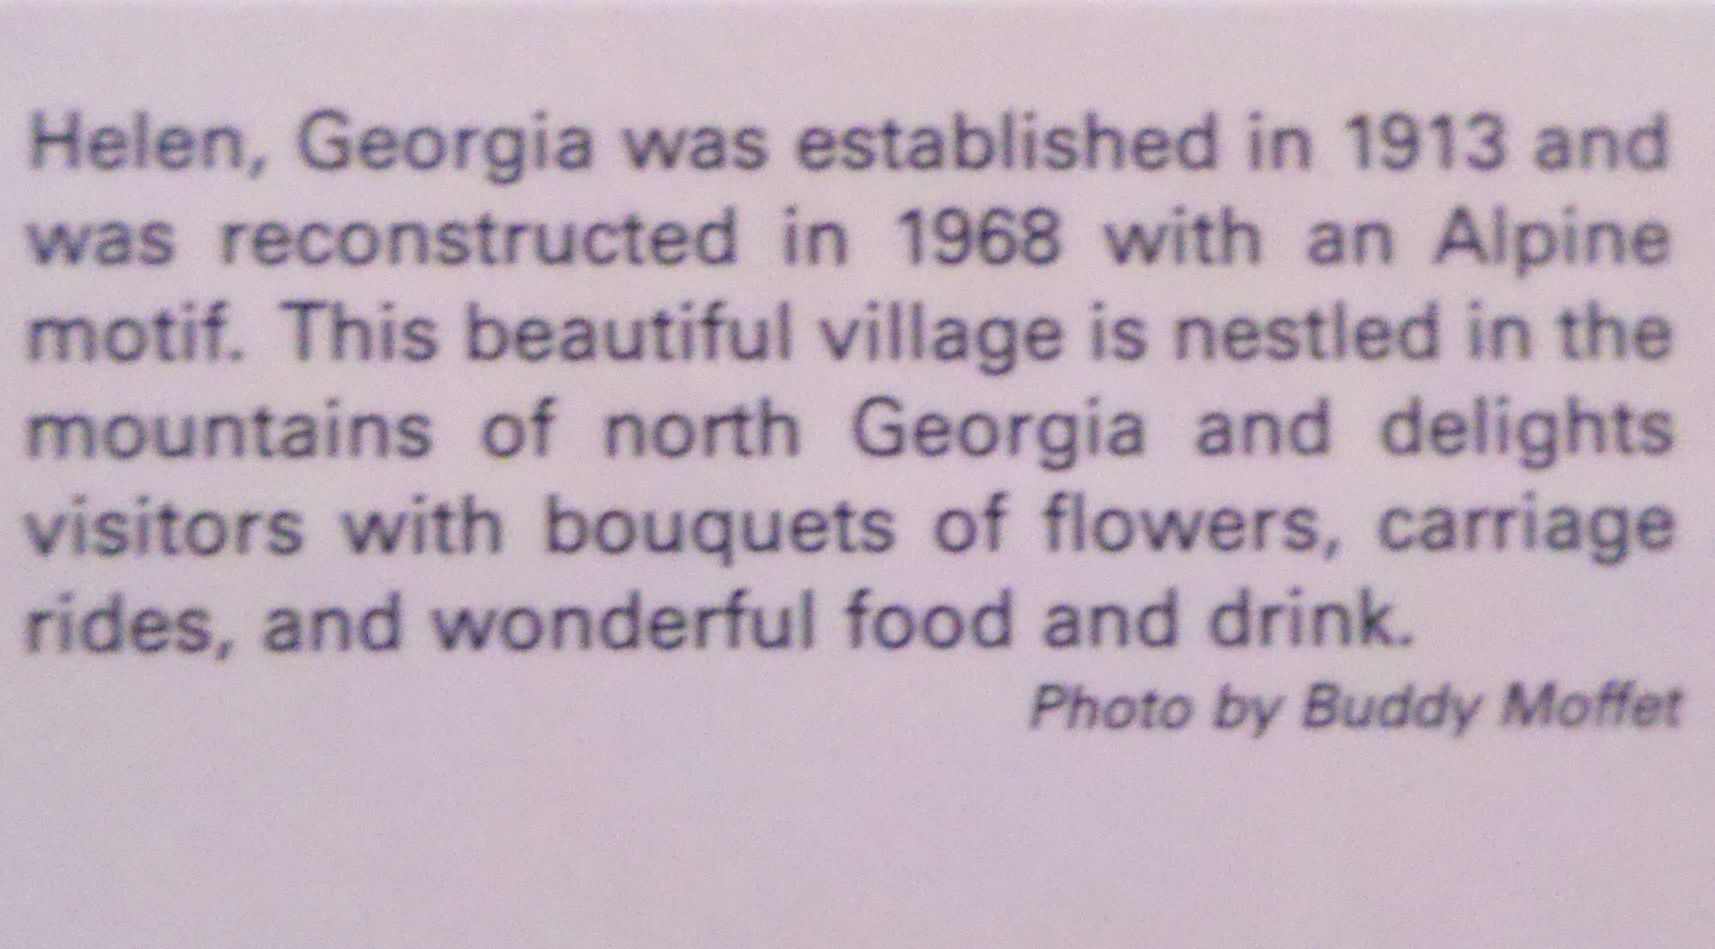 Helen, Georgia was established in 1913 and
was reconstructed in 1968 with an Alpine
motif. This beautiful village is nestled in the
mountains of north Georgia and delights
visitors with bouquets of flowers, carriage
rides, and wonderful food and drink.
Photo by Buddy Moffet